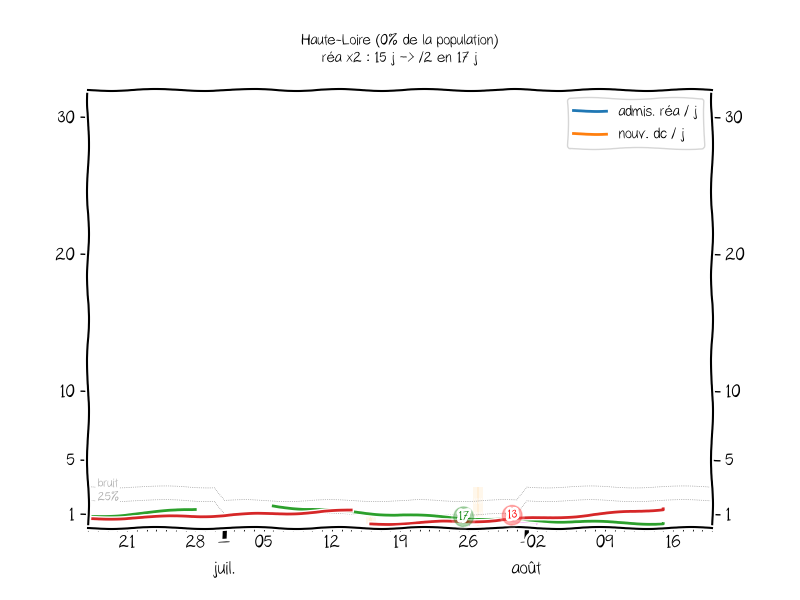 Haute-Loire (0% de la population)
réa x2 : 15 j -> /2 en 17 j
admis. réa / j
nouv. dc / j
30
30
20
20
10
10
5
5
bruit
25%
1
1
17
13
21 28 05 12 19 26 02 09 16
juil. août